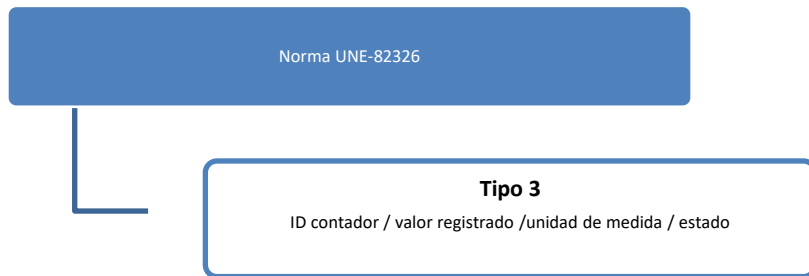 Norma UNE-82326
Tipo 3
ID contador / valor registrado /unidad de medida / estado